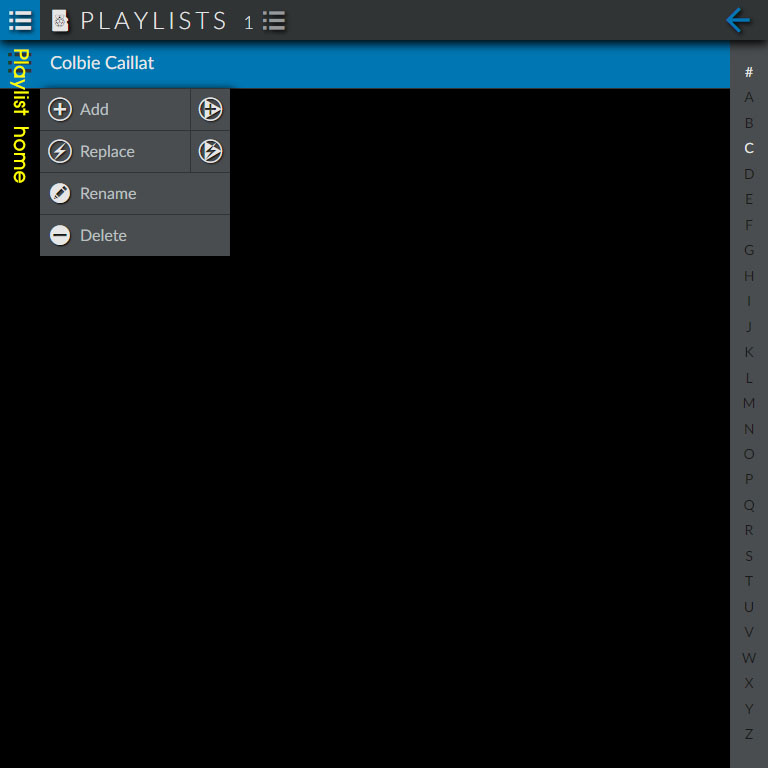 PLAYLISTS 1
Playlist home
Colbie Caillat
Add
Replace
Rename
Delete
#
A
B
C
D
E
F
G
H
I
J
K
L
M
N
O
P
Q
R
S
T
U
V
W
X
Y
Z